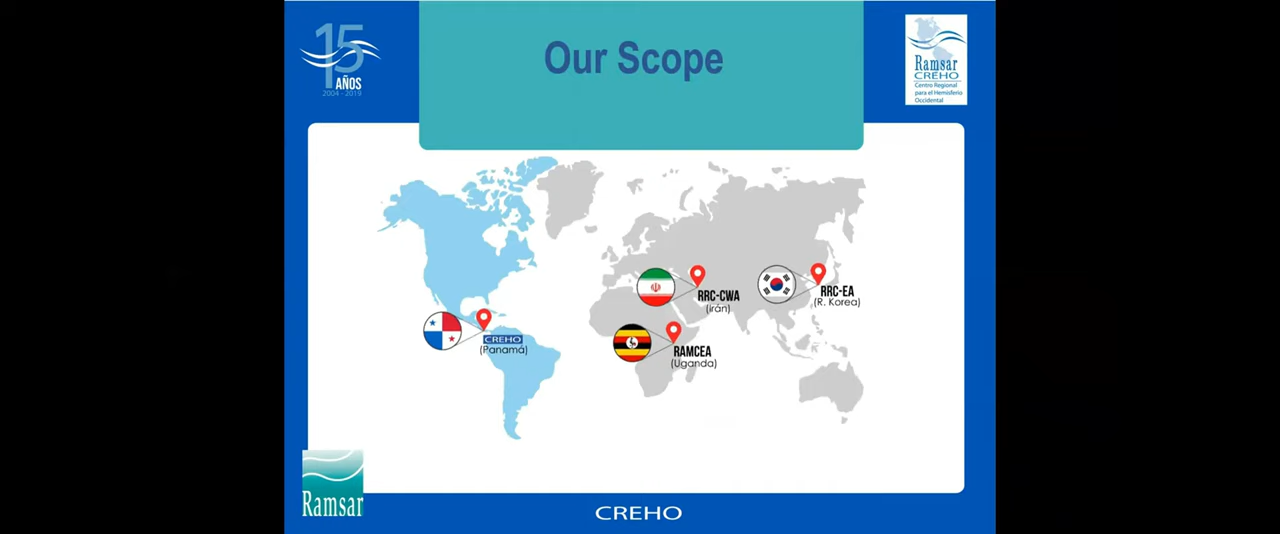 15
AÑOS
2004 - 2019
Our Scope
Ramsar
CREHO
Centro Regional
para el Hemisferio
Occidental
RRC-CWA
(irán)
RRC-EA
(R. Korea)
CREHO
(Panamá)
RAMCEA
(Uganda)
Ramsar
CREHO